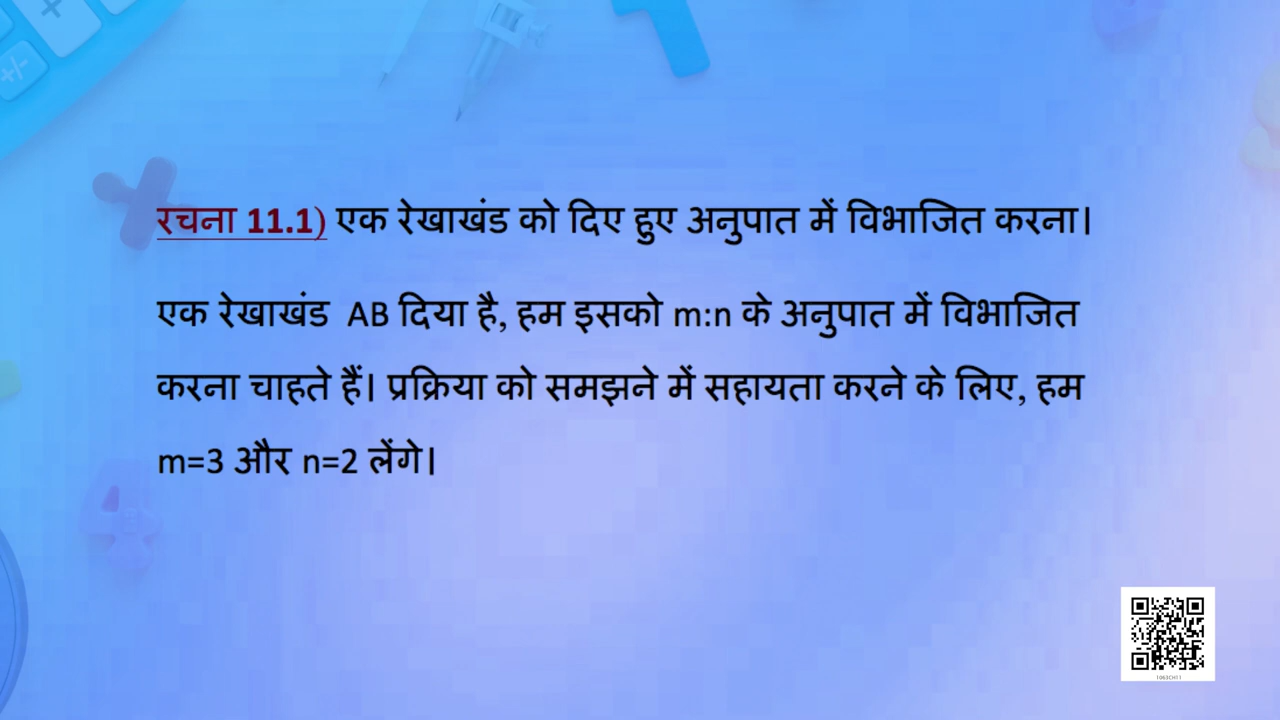 रचना 11.1) एक रेखाखंड को दिए हुए अनुपात में विभाजित करना।
एक रेखाखंड AB दिया है, हम इसको m:n के अनुपात में विभाजित
करना चाहते हैं। प्रक्रिया को समझने में सहायता करने के लिए, हम
m=3 और n=2 लेंगे।
1063CH11